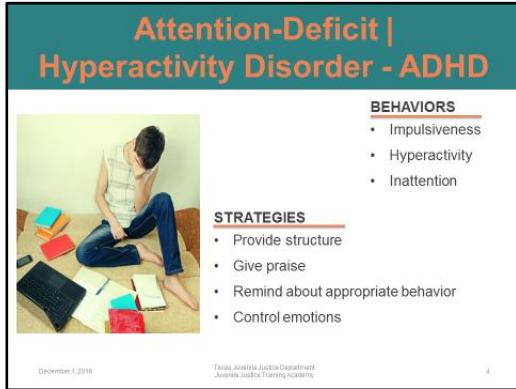 Attention-Deficit |
Hyperactivity Disorder - ADHD
BEHAVIORS
• Impulsiveness
• Hyperactivity
• Inattention
STRATEGIES
• Provide structure
• Give praise
• Remind about appropriate behavior
• Control emotions
December 1, 2016
Texas Juvenile Justice Department
Juvenile Justice Training Academy
4